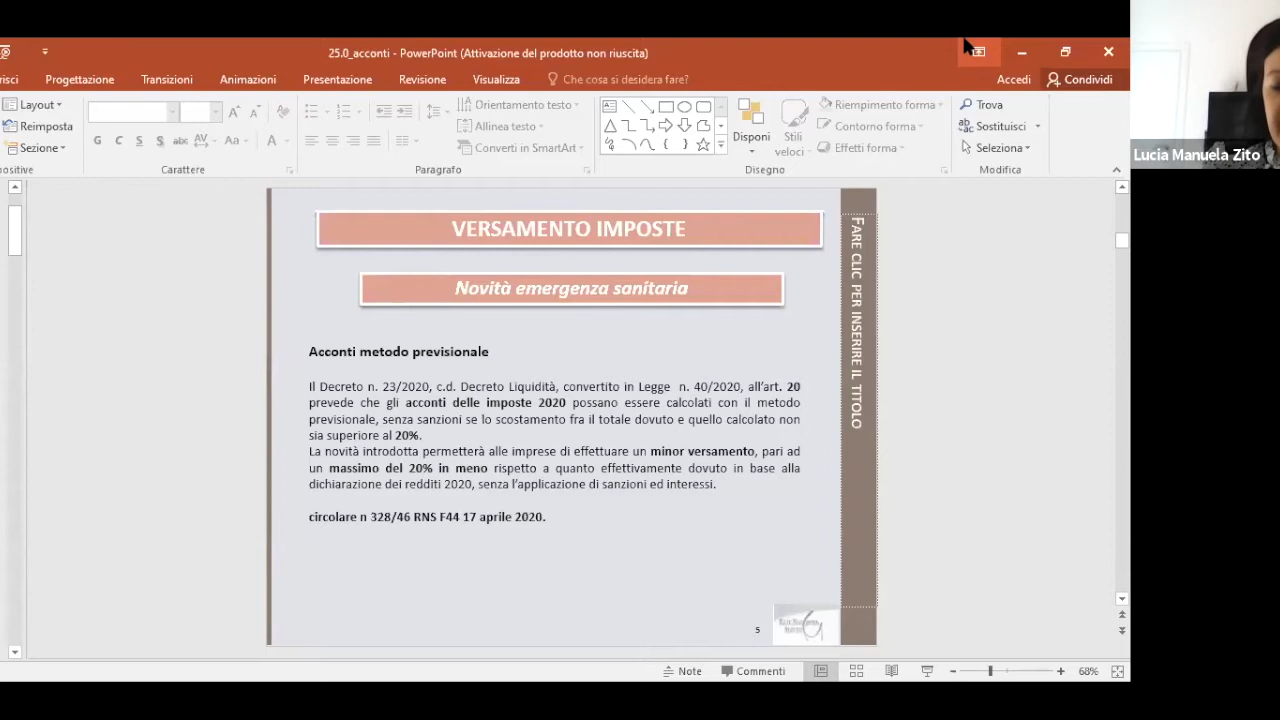 25.0_acconti - PowerPoint (Attivazione del prodotto non riuscita)
risci Progettazione Transizioni Animazioni Presentazione Revisione Visualizza Che cosa si desidera fare? Accedi Condividi
Layout
Reimposta
Sezione
Orientamento testo
Allinea testo
Converti in SmartArt
Disponi
Stili veloci
Riempimento forma
Contorno forma
Effetti forma
Trova
Sostituisci
Seleziona
G C S S abc AV Aa A
positive Carattere Paragrafo Disegno Modifica
Lucia Manuela Zito
VERSAMENTO IMPOSTE
Novità emergenza sanitaria
Acconti metodo previsionale
Il Decreto n. 23/2020, c.d. Decreto Liquidità, convertito in Legge n. 40/2020, all'art. 20
prevede che gli acconti delle imposte 2020 possano essere calcolati con il metodo
previsionale, senza sanzioni se lo scostamento fra il totale dovuto e quello calcolato non
sia superiore al 20%.
La novità introdotta permetterà alle imprese di effettuare un minor versamento, pari ad
un massimo del 20% in meno rispetto a quanto effettivamente dovuto in base alla
dichiarazione dei redditi 2020, senza l'applicazione di sanzioni ed interessi.
circolare n 328/46 RNS F44 17 aprile 2020.
FARE CLIC PER INSERIRE IL TITOLO
5
Note Commenti 68%